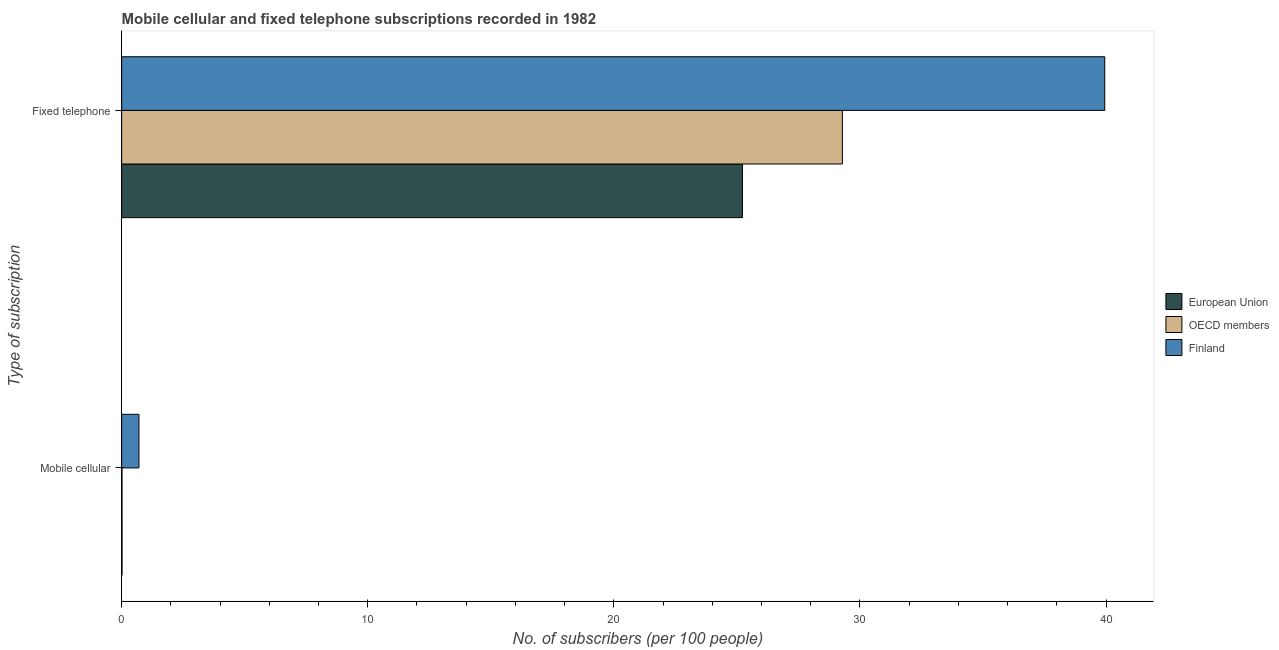 Mobile cellular and fixed telephone subscriptions recorded in 1982
Fixed telephone
Mobile cellular
Type of subscription
0
10
20
30
40
No. of subscribers (per 100 people)
European Union
OECD members
Finland